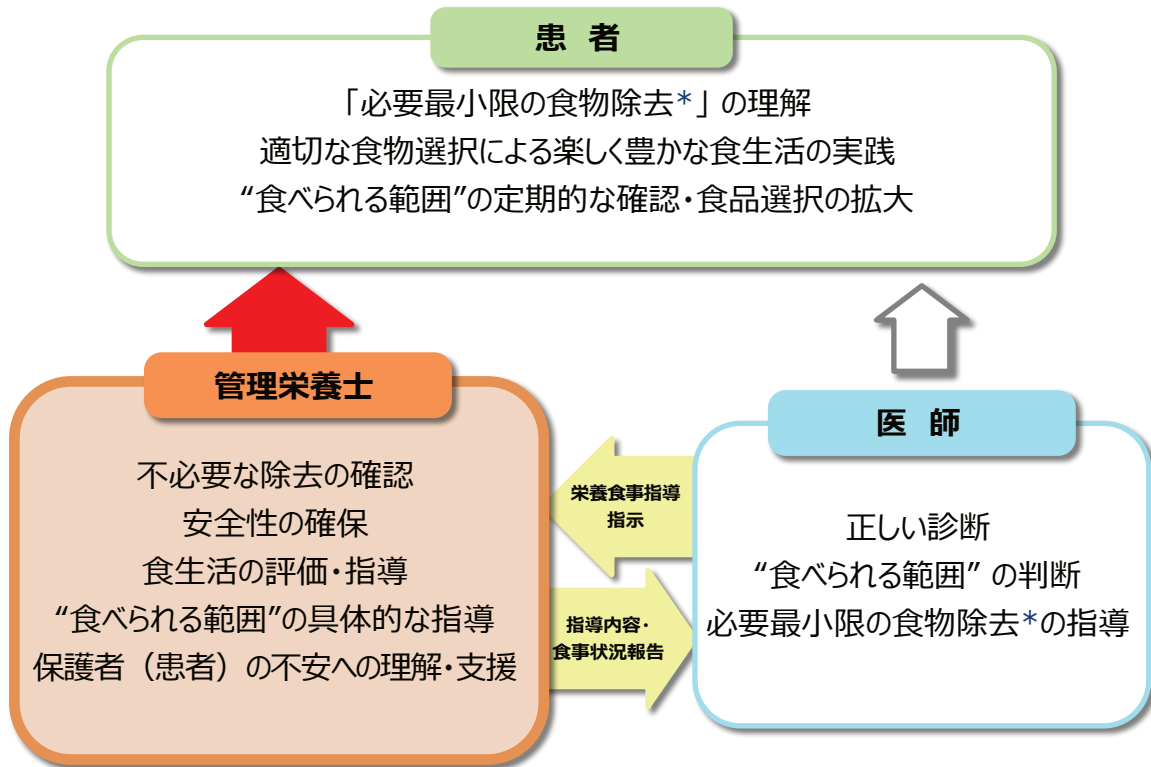 患 者
「必要最小限の食物除去*」の理解
適切な食物選択による楽しく豊かな食生活の実践
“食べられる範囲”の定期的な確認・食品選択の拡大
管理栄養士
不必要な除去の確認
安全性の確保
食生活の評価・指導
“食べられる範囲”の具体的な指導
保護者（患者）の不安への理解・支援
栄養食事指導
指示
指導内容・
食事状況報告
医 師
正しい診断
“食べられる範囲” の判断
必要最小限の食物除去*の指導